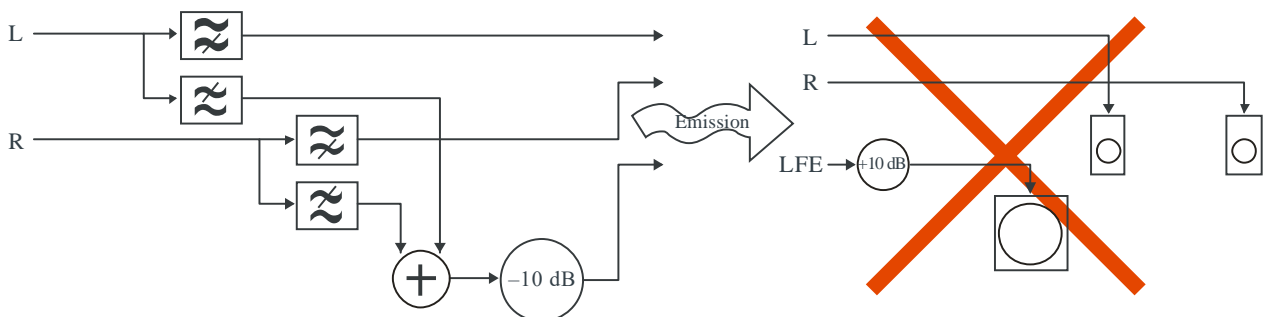 L
R
–10 dB
Emission
L
R
LFE
+10 dB